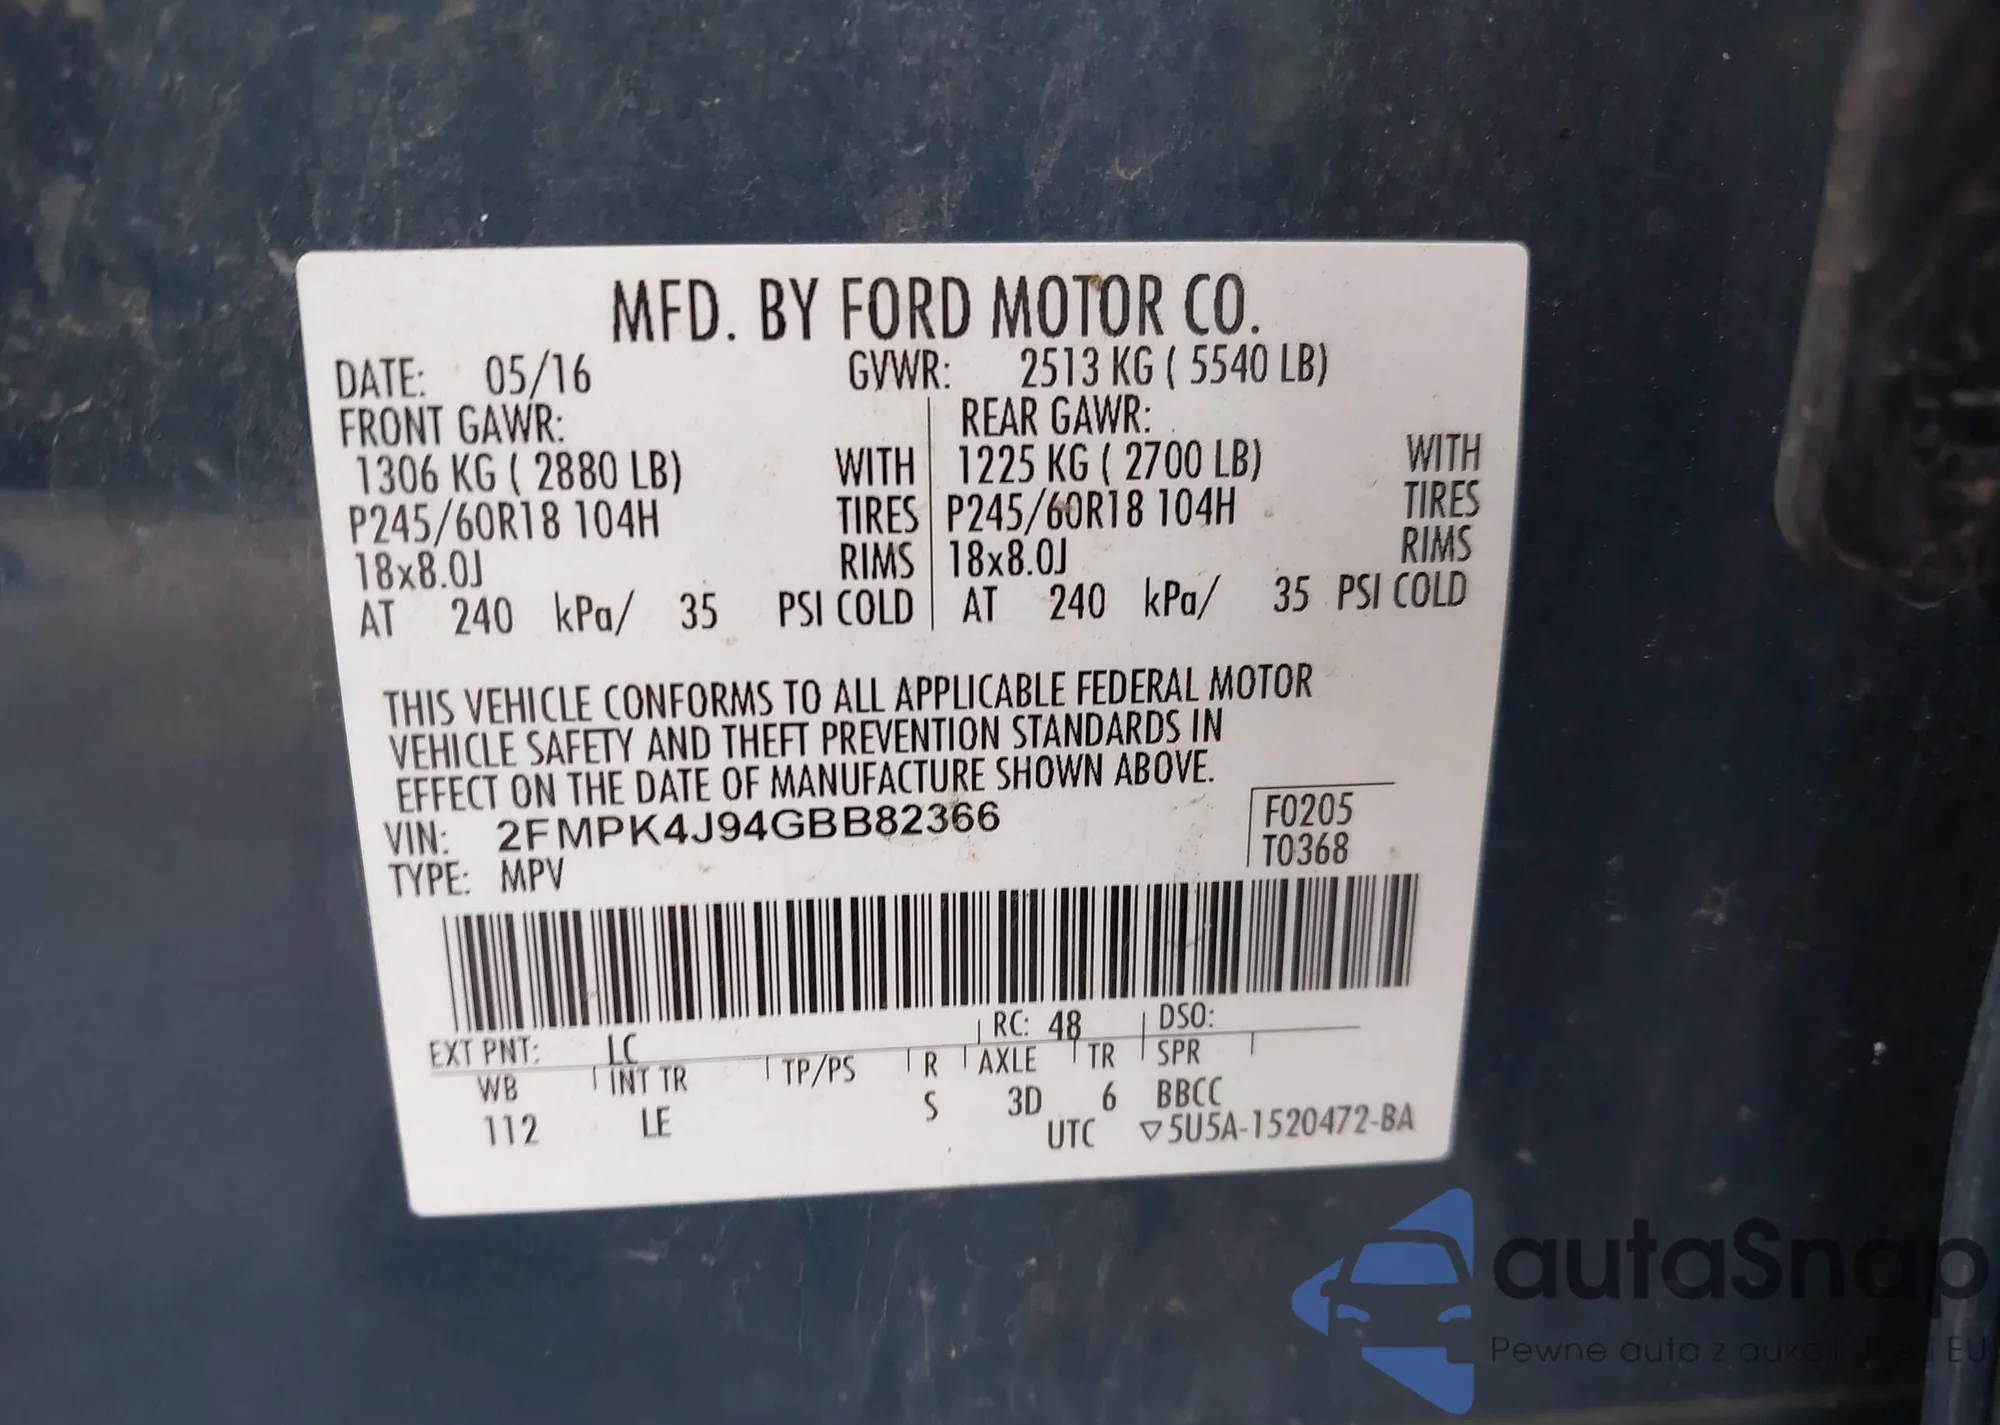 MFD. BY FORD MOTOR CO.
DATE: 05/16 GVWR: 2513 KG ( 5540 LB)
FRONT GAWR: REAR GAWR:
1306 KG ( 2880 LB) WITH 1225 KG ( 2700 LB) WITH
P245/60R18 104H TIRES P245/60R18 104H TIRES
18x8.0J RIMS 18x8.0J RIMS
AT 240 kPa/ 35 PSI COLD AT 240 kPa/ 35 PSI COLD
THIS VEHICLE CONFORMS TO ALL APPLICABLE FEDERAL MOTOR
VEHICLE SAFETY AND THEFT PREVENTION STANDARDS IN
EFFECT ON THE DATE OF MANUFACTURE SHOWN ABOVE.
VIN: 2FMPK4J94GBB82366 F0205
TYPE: MPV T0368
EXT PNT: LC RC: 48 DSO:
WB INT TR TP/PS R AXLE TR SPR
112 LE S 3D 6 BBCC
UTC ▽5U5A-1520472-BA
autaSnap
Pewne auta z EU